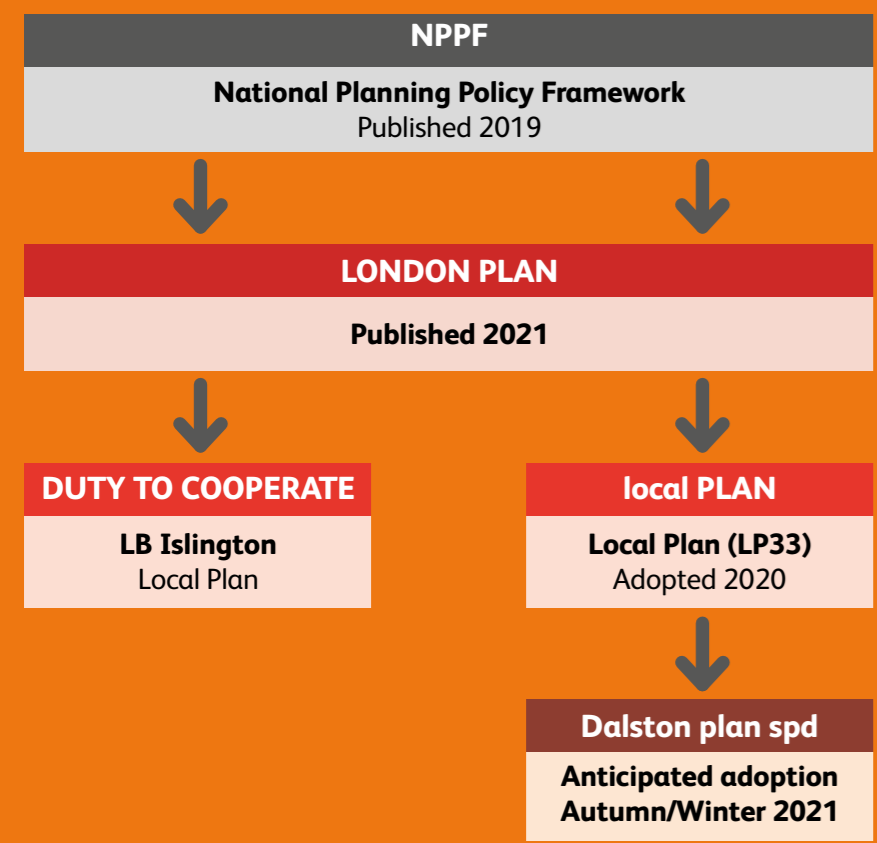 NPPF
National Planning Policy Framework
Published 2019
LONDON PLAN
Published 2021
DUTY TO COOPERATE
LB Islington
Local Plan
local PLAN
Local Plan (LP33)
Adopted 2020
Dalston plan spd
Anticipated adoption
Autumn/Winter 2021